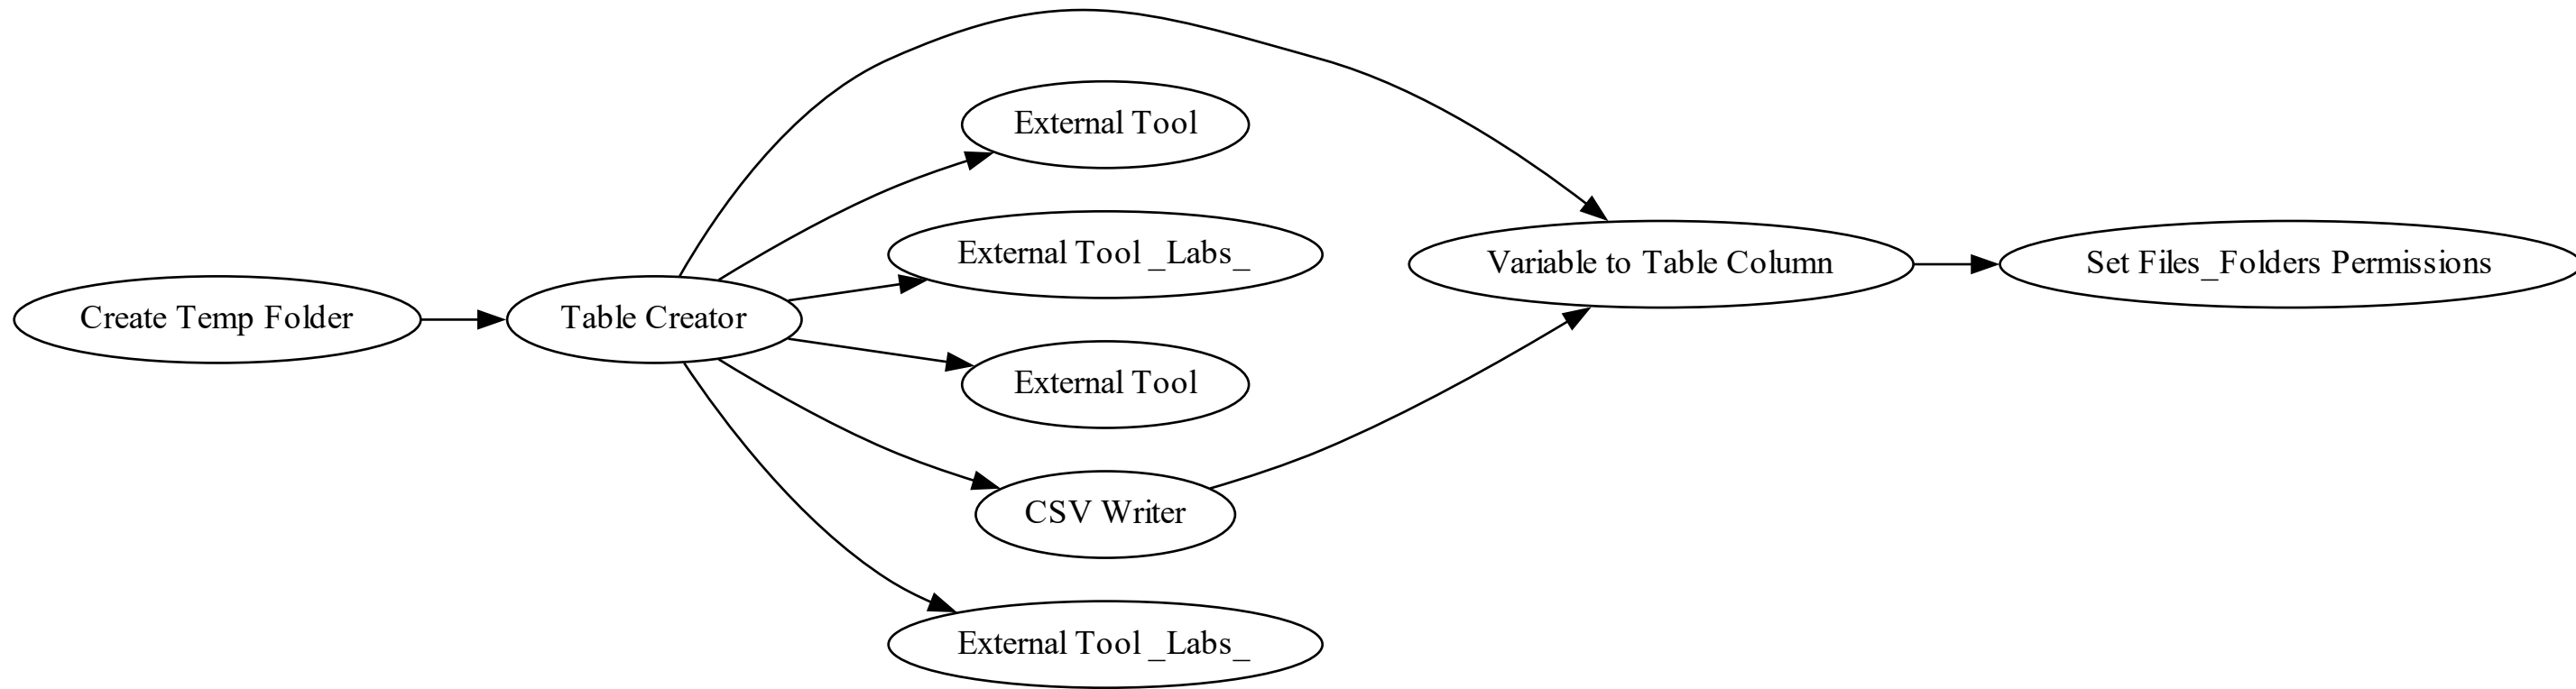 Create Temp Folder
Table Creator
External Tool
External Tool _Labs_
External Tool
CSV Writer
External Tool _Labs_
Variable to Table Column
Set Files_Folders Permissions